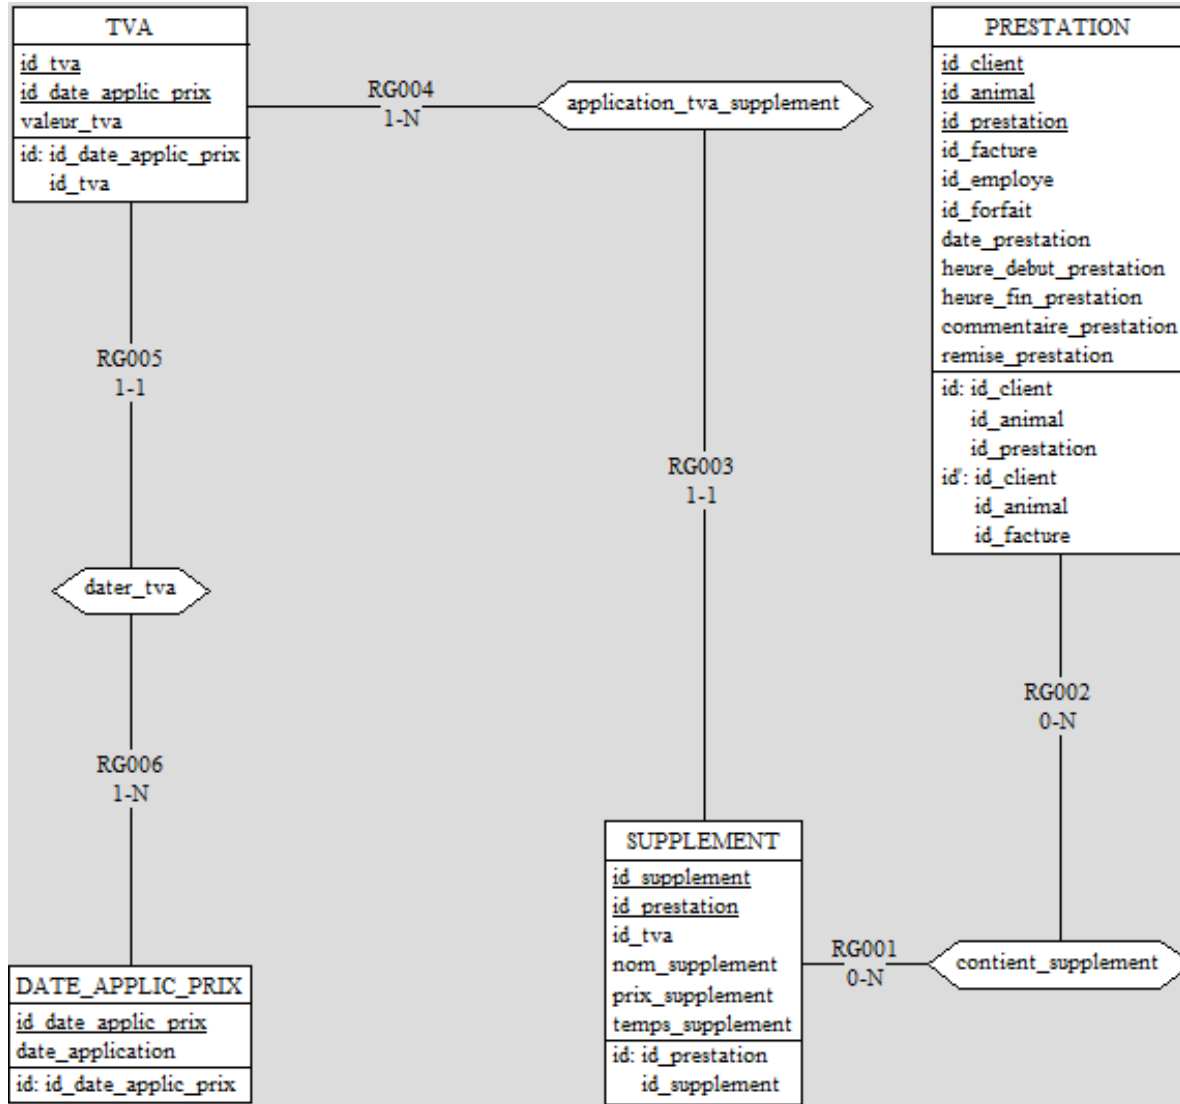 TVA
id_tva
id_date_applic_prix
valeur_tva
id: id_date_applic_prix
id_tva
RG004
1-N
application_tva_supplement
PRESTATION
id_client
id_animal
id_prestation
id_facture
id_employe
id_forfait
date_prestation
heure_debut_prestation
heure_fin_prestation
commentaire_prestation
remise_prestation
id: id_client
id_animal
id_prestation
id': id_client
id_animal
id_facture
RG005
1-1
RG003
1-1
dater_tva
RG002
0-N
RG006
1-N
SUPPLEMENT
id_supplement
id_prestation
id_tva
nom_supplement
prix_supplement
temps_supplement
id: id_prestation
id_supplement
RG001
0-N
contient_supplement
DATE_APPLIC_PRIX
id_date_applic_prix
date_application
id: id_date_applic_prix